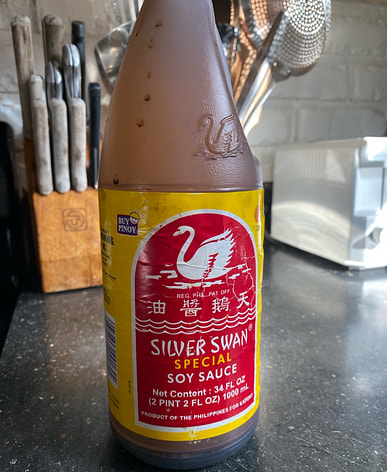 BUY
PINOY
REG. PHIL. PAT. OFF.
油醬鵝天
SILVER SWAN®
SPECIAL
SOY SAUCE
Net Content : 34 FL OZ
(2 PINT 2 FL OZ) 1000 mL
PRODUCT OF THE PHILIPPINES FOR EXPORT